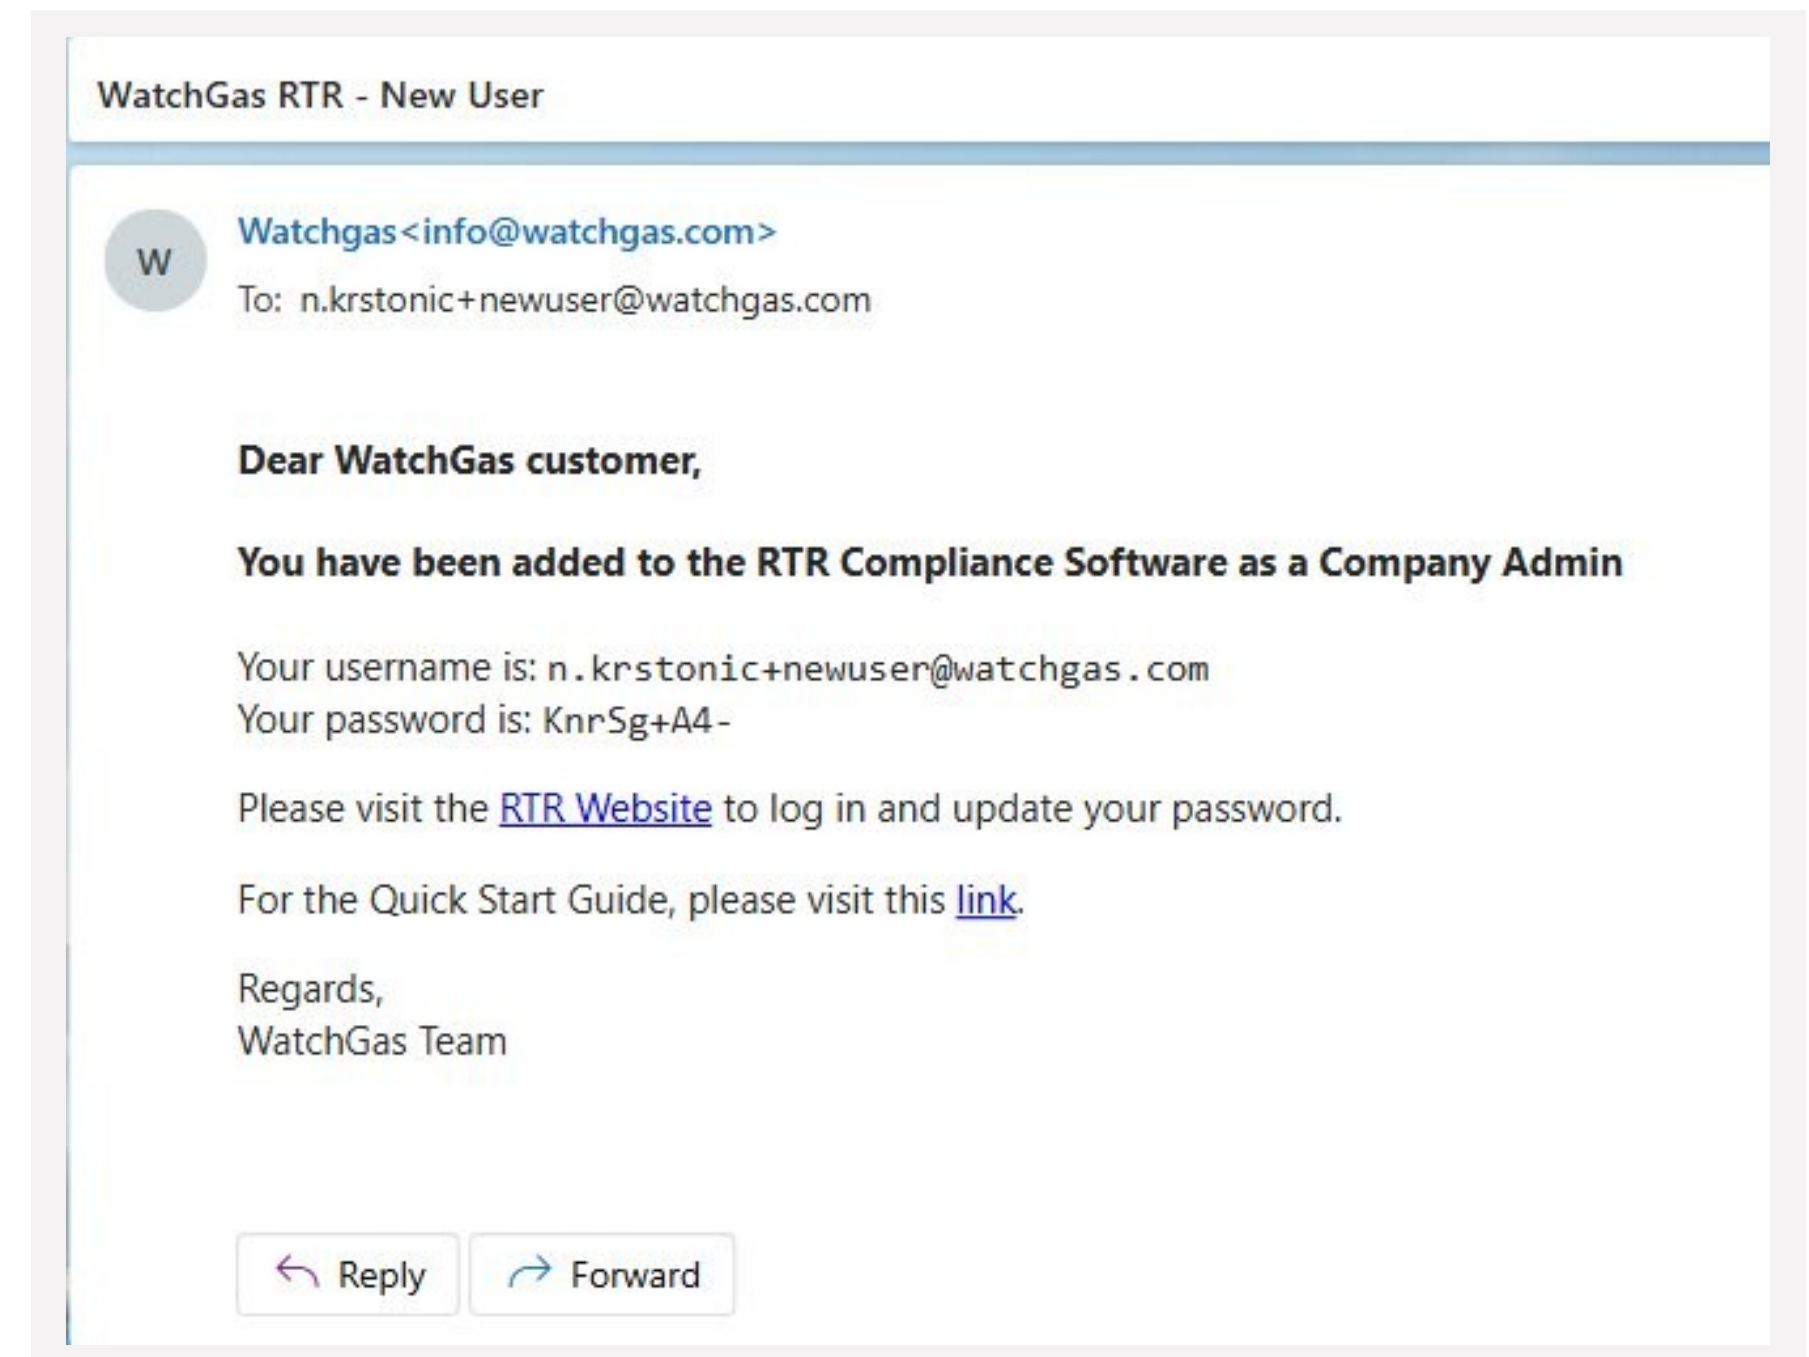 WatchGas RTR - New User
W
Watchgas<info@watchgas.com>
To: n.krstonic+newuser@watchgas.com
Dear WatchGas customer,
You have been added to the RTR Compliance Software as a Company Admin
Your username is: n.krstonic+newuser@watchgas.com
Your password is: KnrSg+A4-
Please visit the RTR Website to log in and update your password.
For the Quick Start Guide, please visit this link.
Regards,
WatchGas Team
Reply
Forward